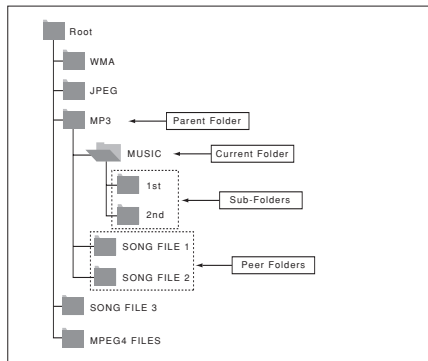 Root
WMA
JPEG
MP3 Parent Folder
MUSIC Current Folder
1st
Sub-Folders
2nd
SONG FILE 1
Peer Folders
SONG FILE 2
SONG FILE 3
MPEG4 FILES